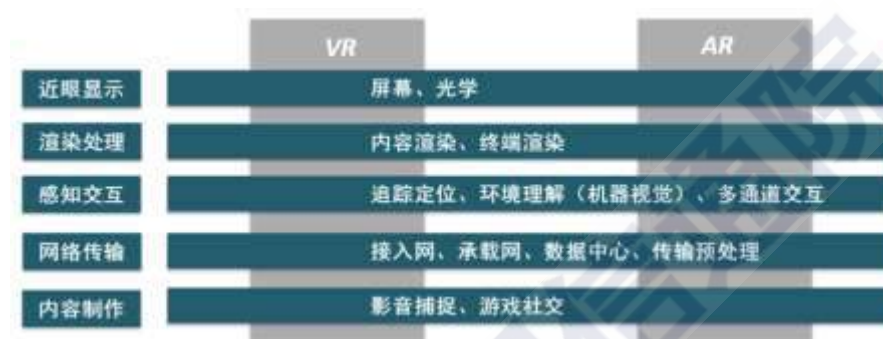 VR AR
近眼显示 屏幕、光学
渲染处理 内容渲染、终端渲染
感知交互 追踪定位、环境理解（机器视觉）、多通道交互
网络传输 接入网、承载网、数据中心、传输预处理
内容制作 影音捕捉、游戏社交
信通院